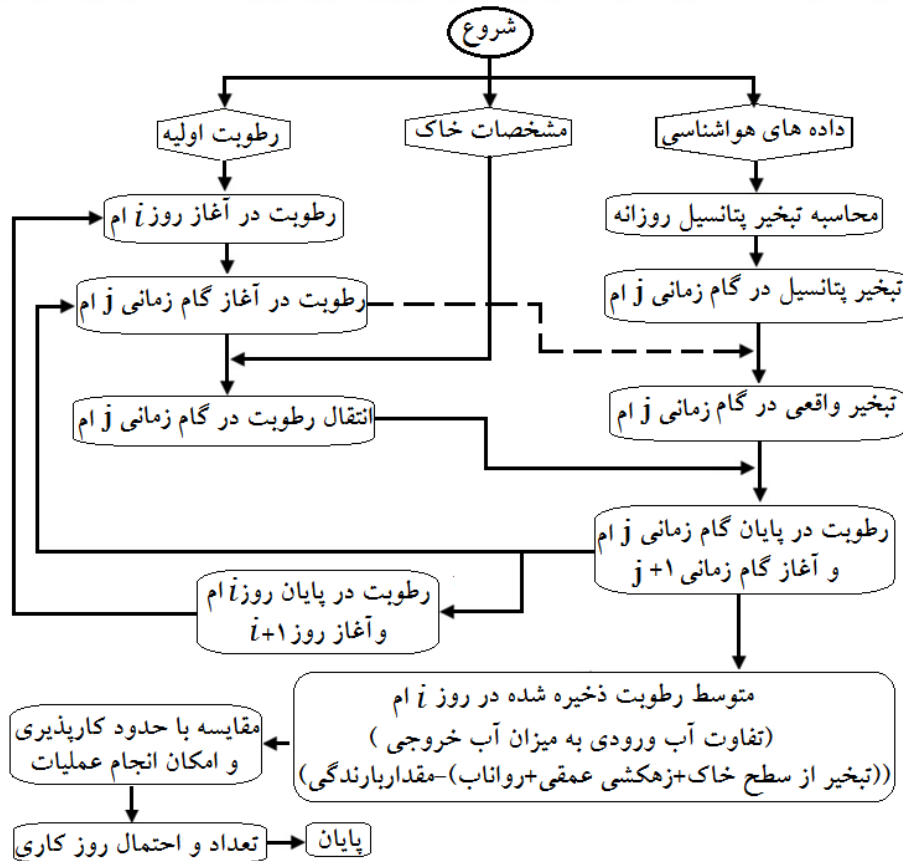 شروع
داده های هواشناسی
مشخصات خاک
رطوبت اولیه
رطوبت در آغاز روز i ام
محاسبه تبخیر پتانسیل روزانه
رطوبت در آغاز گام زمانی j ام
تبخیر پتانسیل در گام زمانی j ام
انتقال رطوبت در گام زمانی j ام
تبخیر واقعی در گام زمانی j ام
رطوبت در پایان گام زمانی j ام
و آغاز گام زمانی j+۱
رطوبت در پایان روز i ام
و آغاز روز i+۱
متوسط رطوبت ذخیره شده در روز i ام
(تفاوت آب ورودی به میزان آب خروجی )
((تبخیر از سطح خاک+زهکشی عمقی+رواناب)-مقداربارندگی)
مقایسه با حدود کارپذیری
و امکان انجام عملیات
تعداد و احتمال روز کاری
پایان